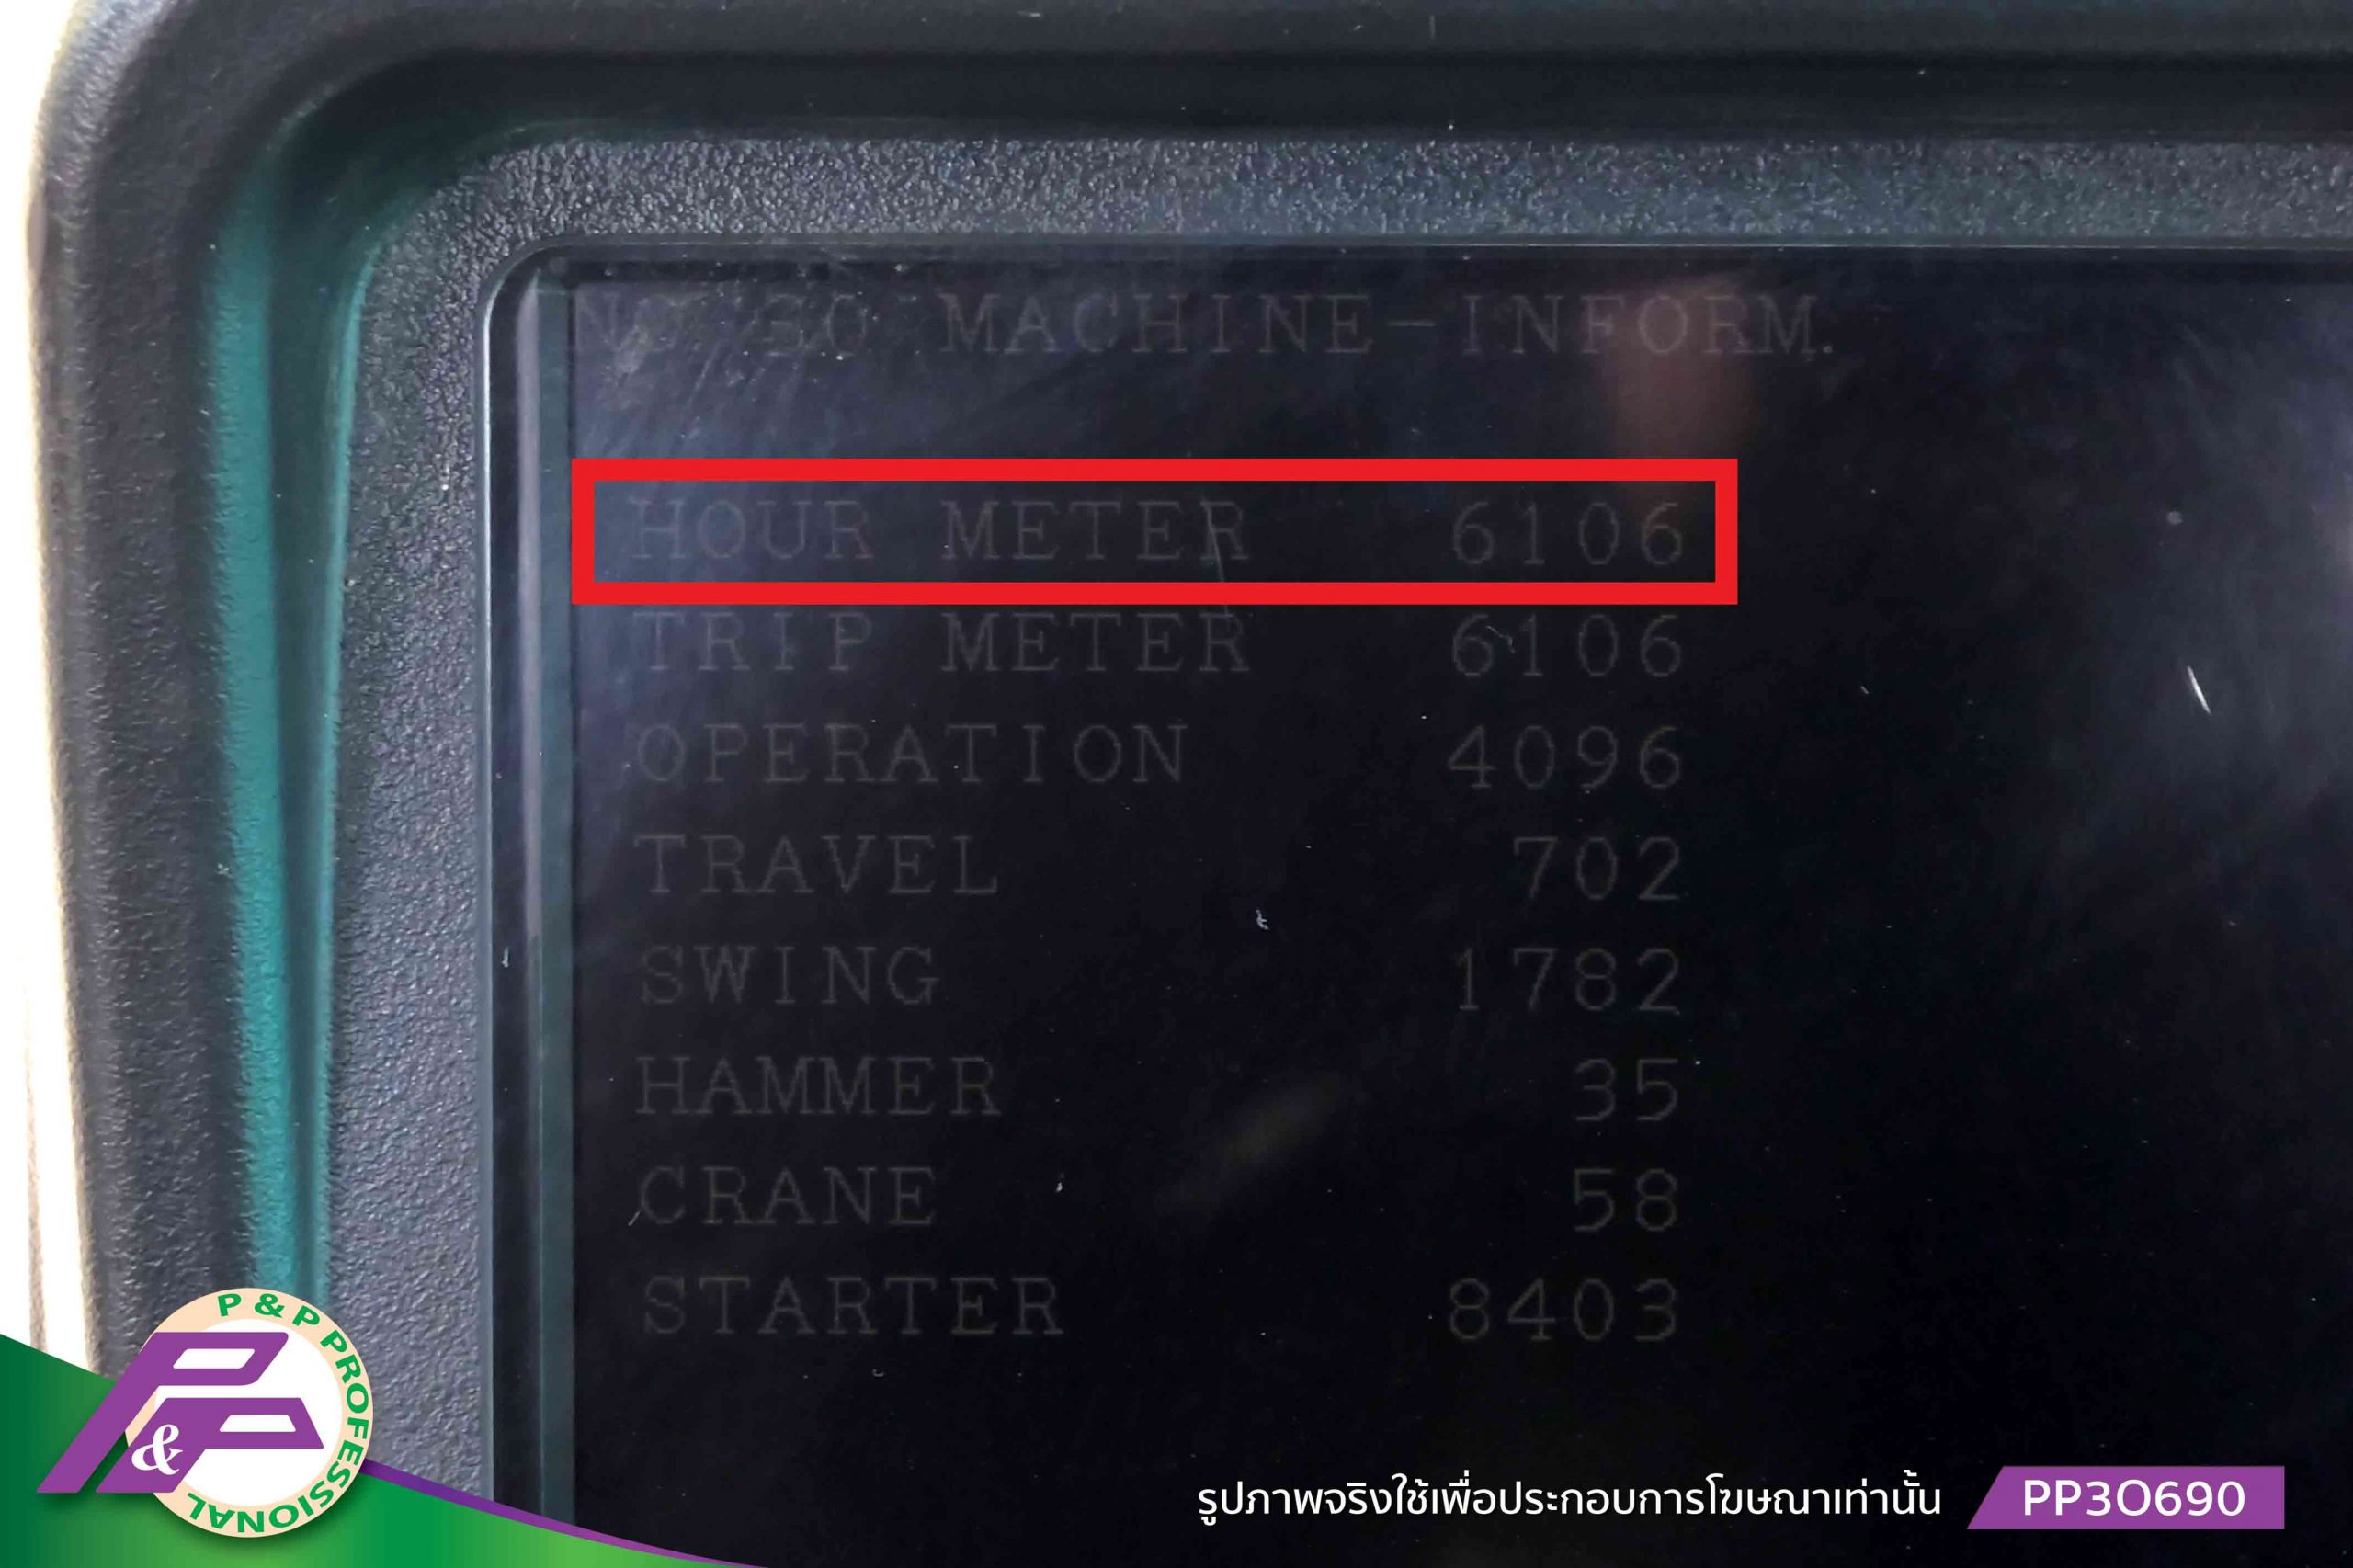 NO 30 MACHINE-INFORM.
HOUR METER 6106
TRIP METER 6106
OPERATION 4096
TRAVEL 702
SWING 1782
HAMMER 35
CRANE 58
STARTER 8403
P & P PROFESSIONAL
P&P
รูปภาพจริงใช้เพื่อประกอบการโฆษณาเท่านั้น
PP3O690